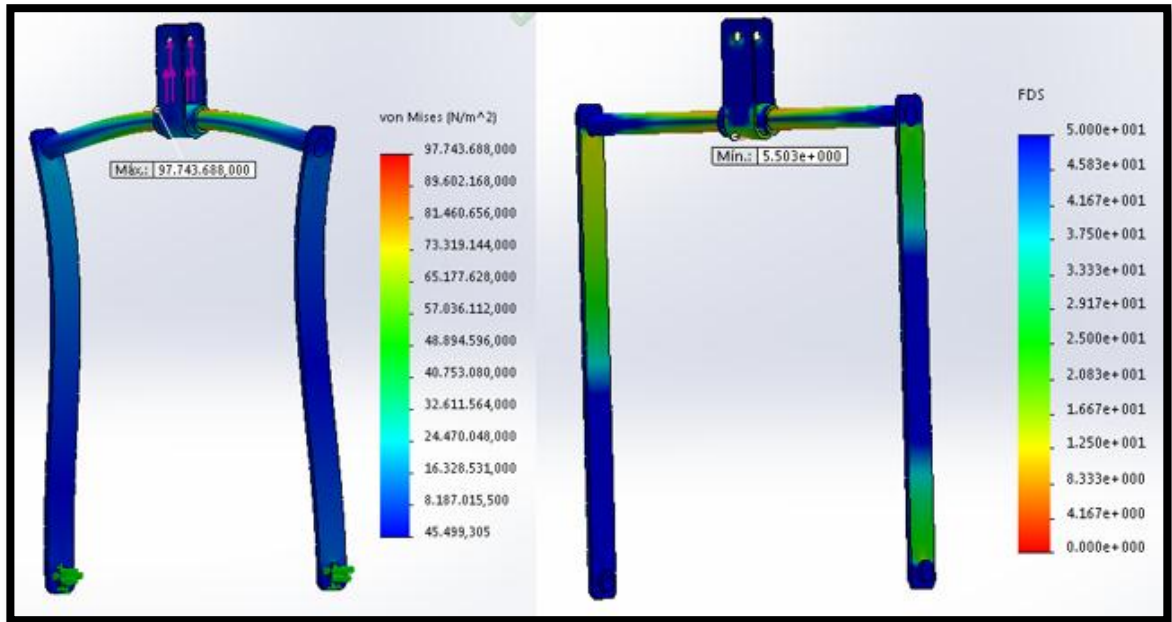 von Mises (N/m^2)
97.743.688,000
89.602.168,000
81.460.656,000
73.319.144,000
65.177.628,000
57.036.112,000
48.894.596,000
40.753.080,000
32.611.564,000
24.470.048,000
16.328.531,000
8.187.015,500
45.499,305
Máx.: 97.743.688,000
FDS
5.000e+001
4.583e+001
4.167e+001
3.750e+001
3.333e+001
2.917e+001
2.500e+001
2.083e+001
1.667e+001
1.250e+001
8.333e+000
4.167e+000
0.000e+000
Mín.: 5.503e+000